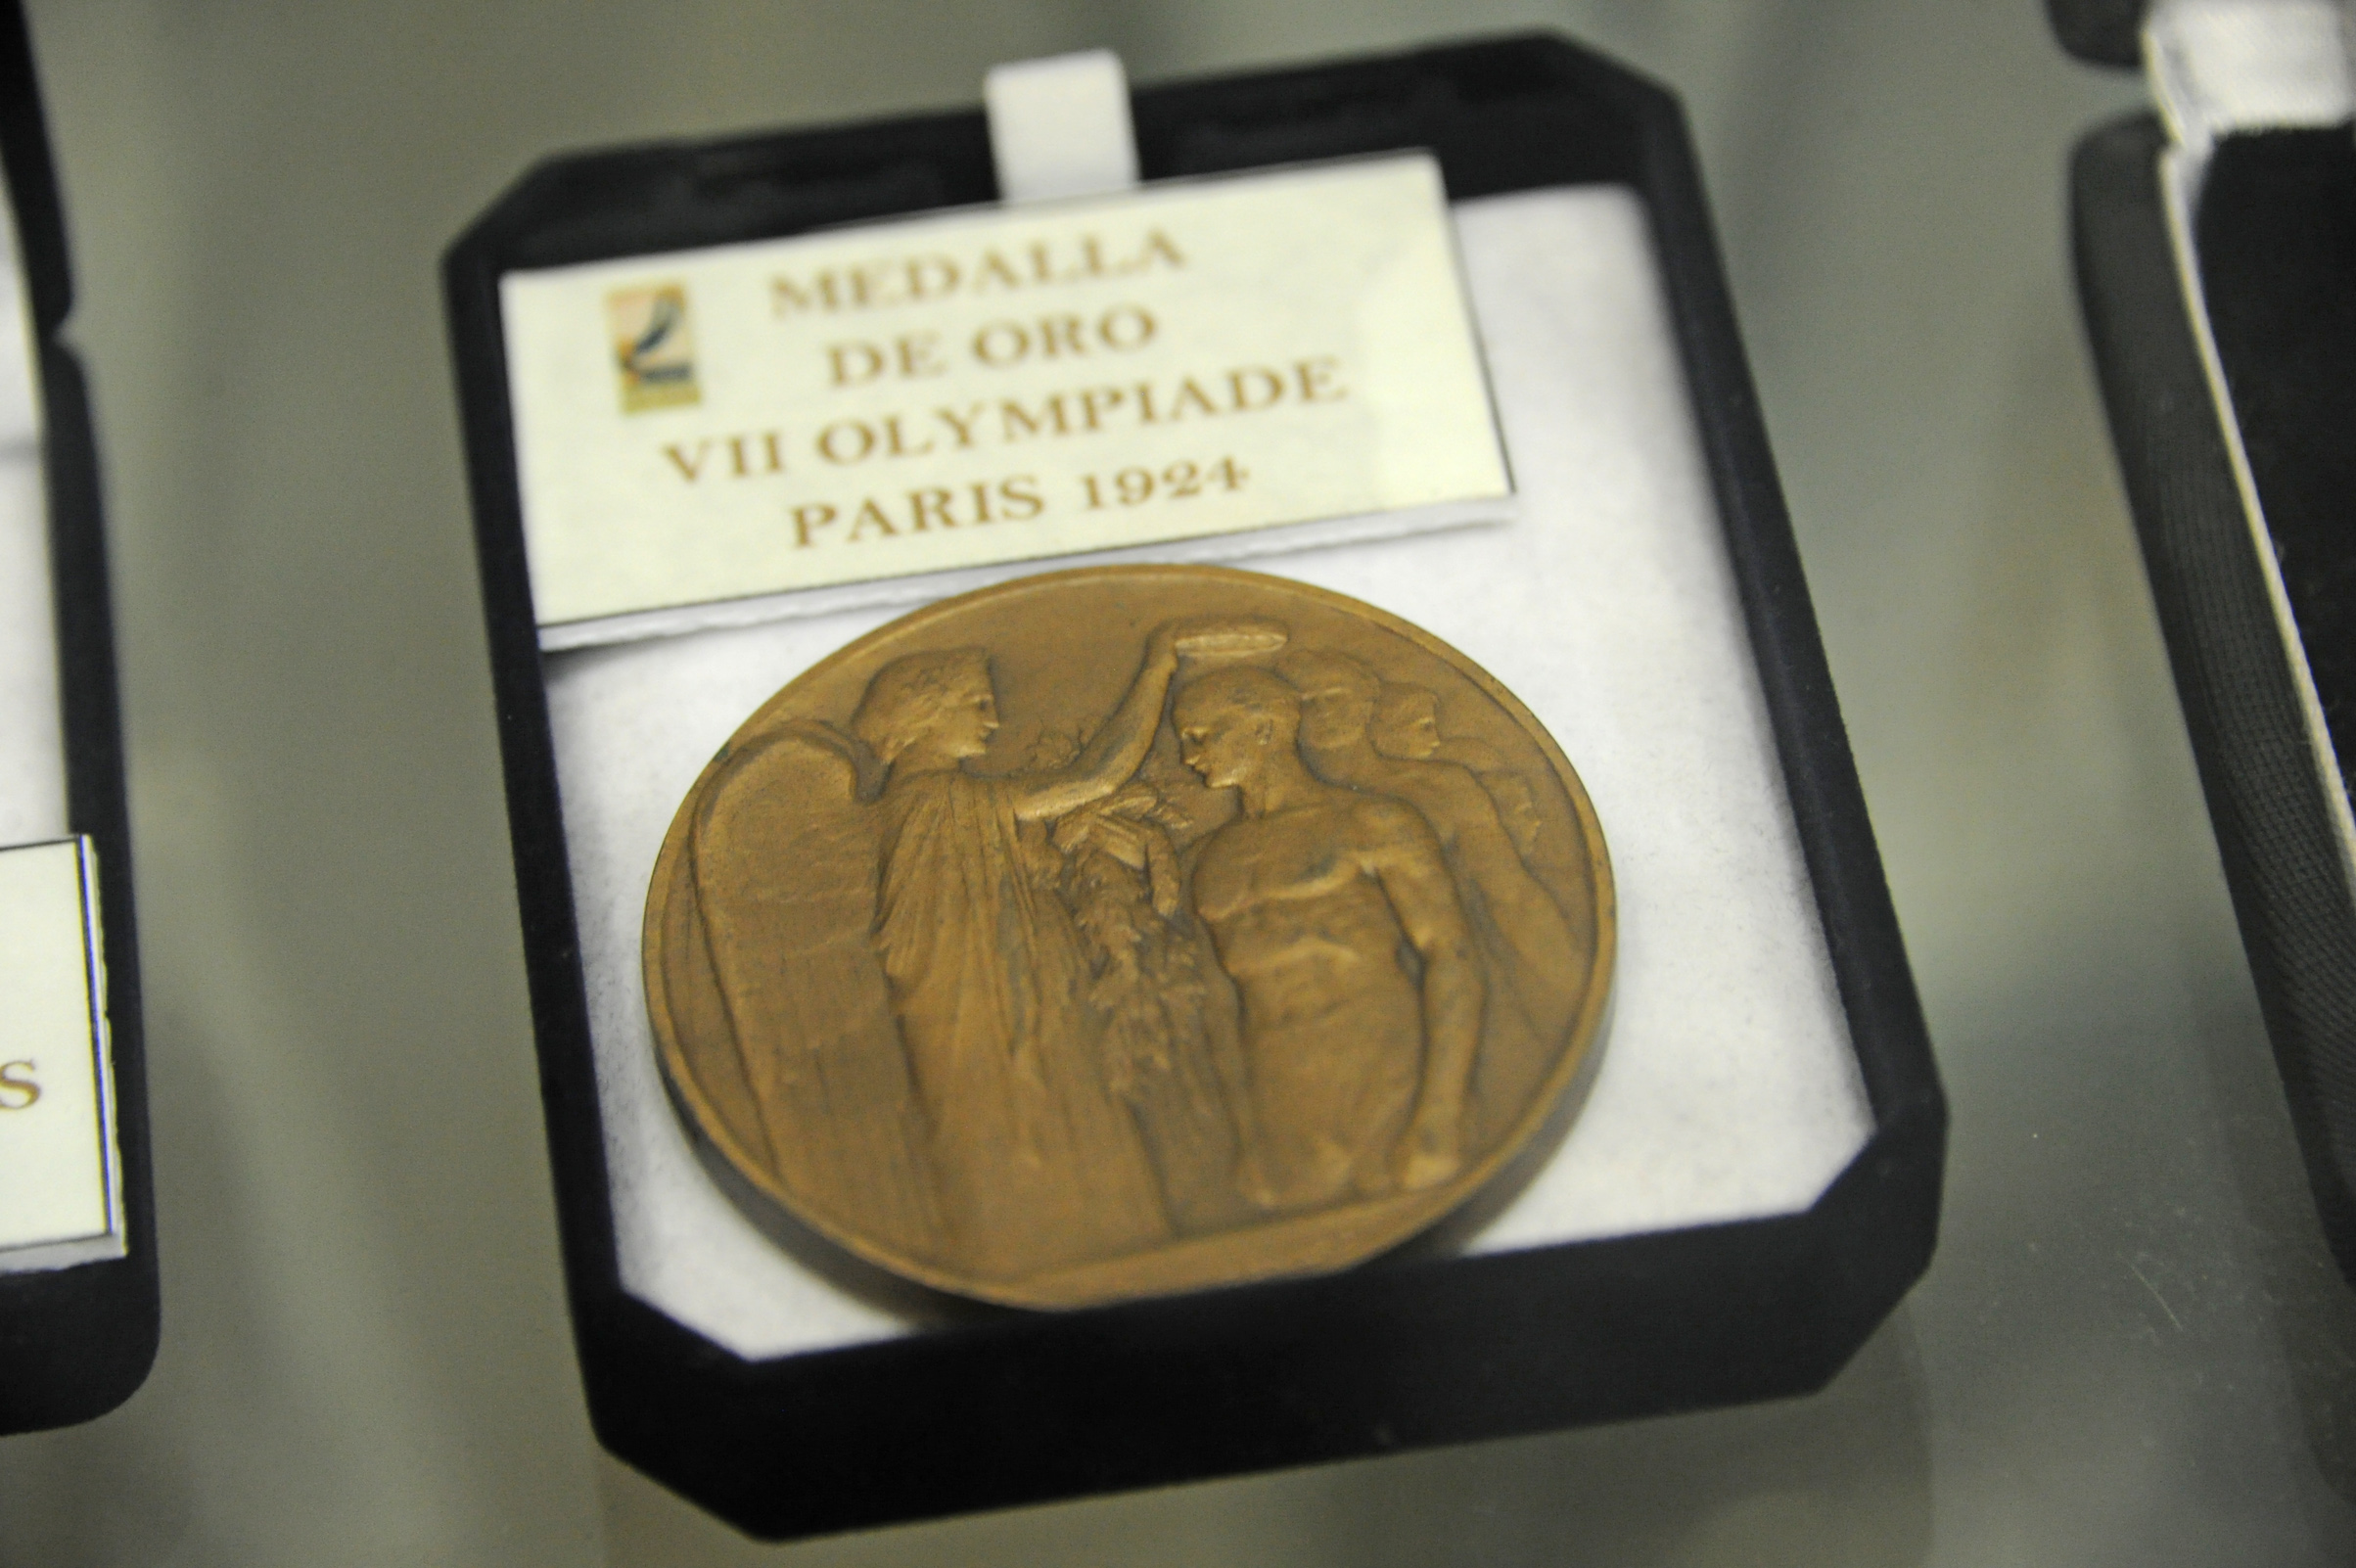 MEDALLA
DE ORO
VII OLYMPIADE
PARIS 1924
S